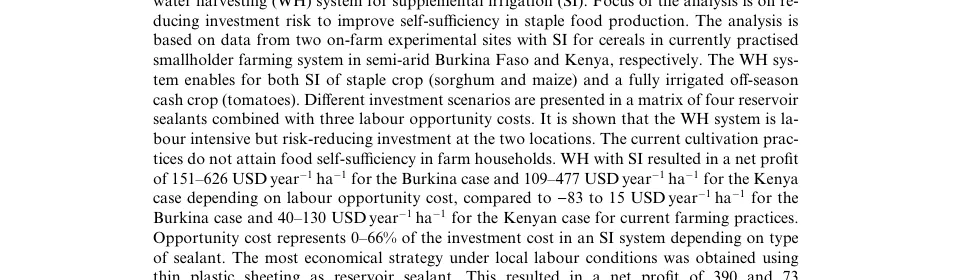 water harvesting (WH) system for supplemental irrigation (SI). Focus of the analysis is on re-
ducing investment risk to improve self-sufficiency in staple food production. The analysis is
based on data from two on-farm experimental sites with SI for cereals in currently practised
smallholder farming system in semi-arid Burkina Faso and Kenya, respectively. The WH sys-
tem enables for both SI of staple crop (sorghum and maize) and a fully irrigated off-season
cash crop (tomatoes). Different investment scenarios are presented in a matrix of four reservoir
sealants combined with three labour opportunity costs. It is shown that the WH system is la-
bour intensive but risk-reducing investment at the two locations. The current cultivation prac-
tices do not attain food self-sufficiency in farm households. WH with SI resulted in a net profit
of 151–626 USD year⁻¹ ha⁻¹ for the Burkina case and 109–477 USD year⁻¹ ha⁻¹ for the Kenya
case depending on labour opportunity cost, compared to −83 to 15 USD year⁻¹ ha⁻¹ for the
Burkina case and 40–130 USD year⁻¹ ha⁻¹ for the Kenyan case for current farming practices.
Opportunity cost represents 0–66% of the investment cost in an SI system depending on type
of sealant. The most economical strategy under local labour conditions was obtained using
thin plastic sheeting as reservoir sealant. This resulted in a net profit of 390 and 73